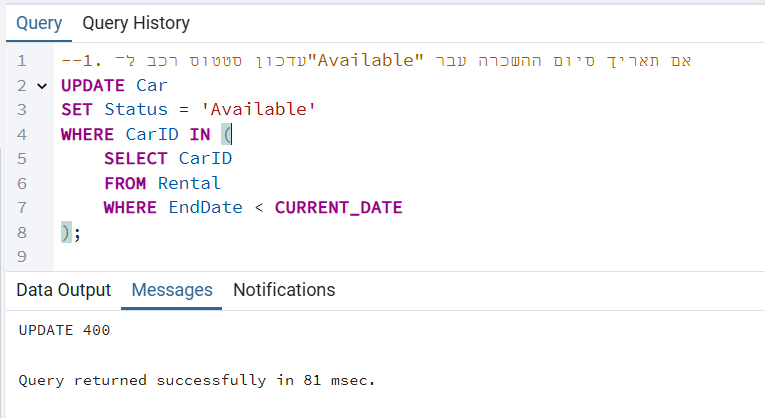 Query Query History
1 --1. עדכון סטטוס רכב ל־"Available" אם תאריך סיום ההשכרה עבר
2 UPDATE Car
3 SET Status = 'Available'
4 WHERE CarID IN (
5 SELECT CarID
6 FROM Rental
7 WHERE EndDate < CURRENT_DATE
8 );
9
Data Output Messages Notifications
UPDATE 400
Query returned successfully in 81 msec.